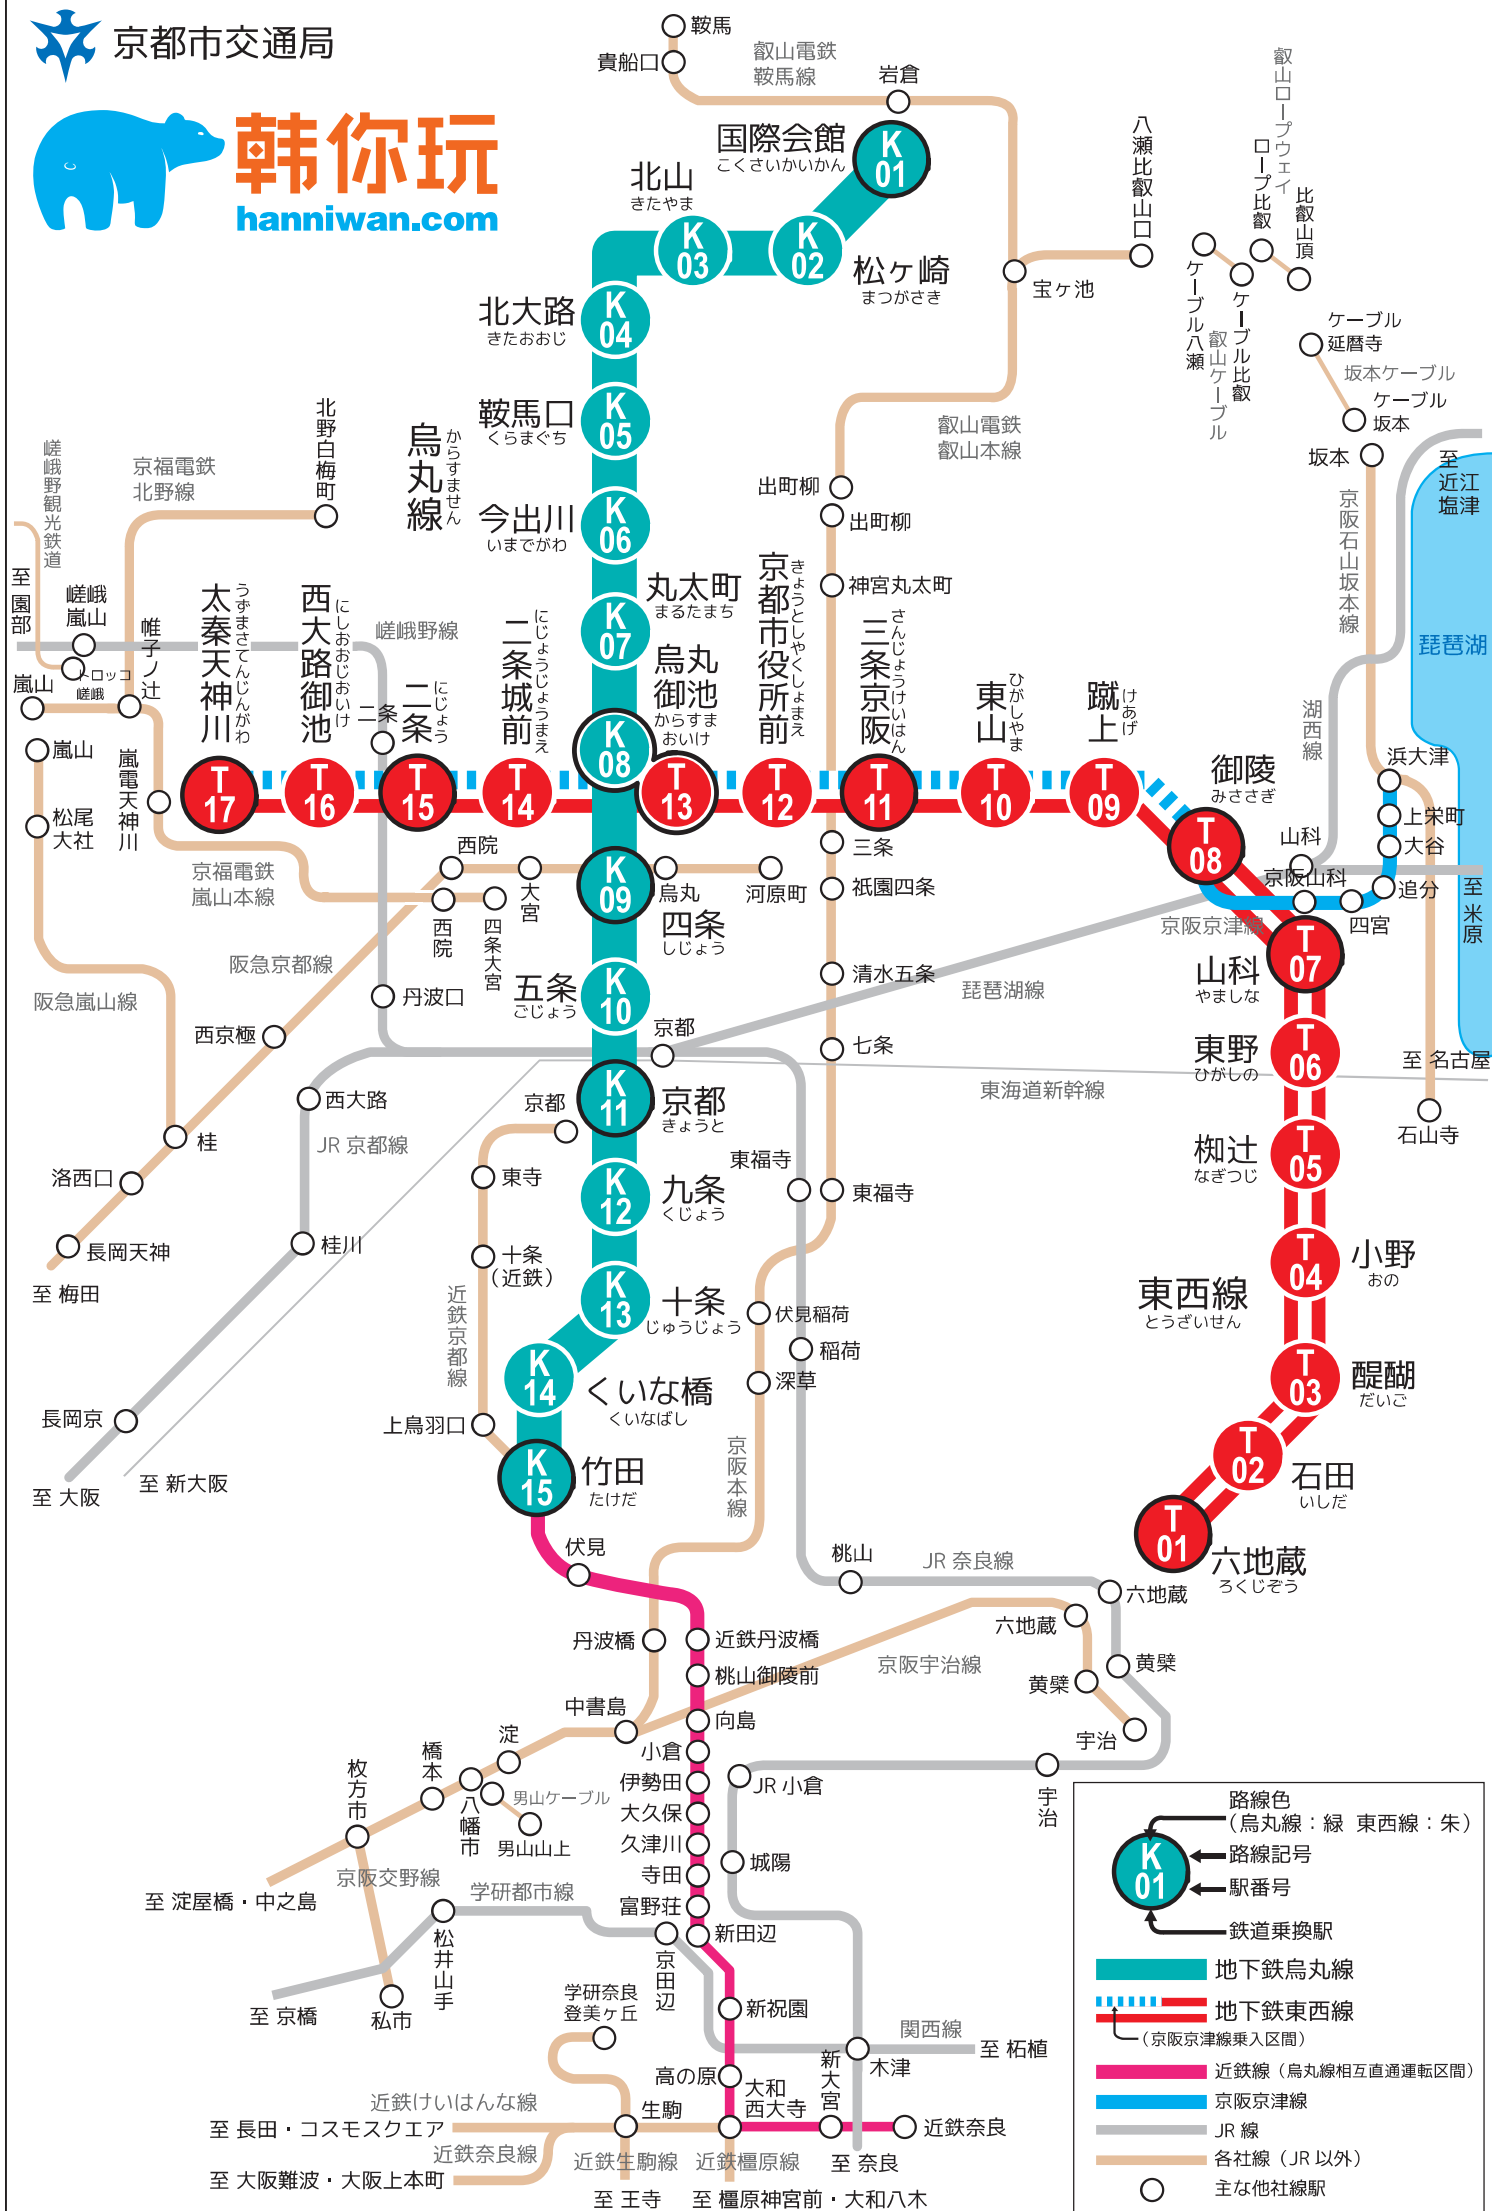 京都市交通局
韩你玩
hanniwan.com
鞍馬
貴船口
叡山電鉄
鞍馬線
岩倉
K
01
国際会館
こくさいかいかん
八瀬比叡山口
叡山ロープウェイ
ロープ比叡
比叡山頂
北山
きたやま
K
03
K
02
松ヶ崎
まつがさき
宝ヶ池
ケーブル八瀬
ケーブル比叡
叡山ケーブル
ケーブル
延暦寺
坂本ケーブル
ケーブル
坂本
坂本
至
近江
塩津
北大路
きたおおじ
K
04
鞍馬口
くらまぐち
K
05
叡山電鉄
叡山本線
烏丸線
からすません
今出川
いまでがわ
K
06
出町柳
出町柳
神宮丸太町
京阪石山坂本線
琵琶湖
湖西線
北野白梅町
京福電鉄
北野線
嵯峨野観光鉄道
至
園部
嵯峨
嵐山
トロッコ
嵯峨
嵐山
帷子ノ辻
嵯峨野線
丸太町
まるたまち
K
07
烏丸
御池
からすま
おいけ
K
08
太秦天神川
うずまさてんじんがわ
T
17
西大路御池
にしおおじおいけ
T
16
二条
二条
にじょう
T
15
二条城前
にじょうじょうまえ
T
14
T
13
京都市役所前
きょうとしやくしょまえ
T
12
三条京阪
さんじょうけいはん
T
11
東山
ひがしやま
T
10
蹴上
けあげ
T
09
御陵
みささぎ
T
08
浜大津
上栄町
大谷
追分
四宮
山科
京阪山科
京阪京津線
至
米原
嵐山
松尾
大社
嵐電天神川
京福電鉄
嵐山本線
西院
大宮
西院
四条大宮
烏丸
河原町
K
09
四条
しじょう
三条
祇園四条
清水五条
七条
T
07
山科
やましな
阪急京都線
阪急嵐山線
丹波口
五条
ごじょう
K
10
琵琶湖線
西京極
京都
K
11
京都
きょうと
京都
東海道新幹線
T
06
東野
ひがしの
至 名古屋
石山寺
西大路
JR 京都線
桂
洛西口
東寺
K
12
九条
くじょう
東福寺
東福寺
T
05
椥辻
なぎつじ
長岡天神
至 梅田
桂川
十条
(近鉄)
近鉄京都線
K
13
十条
じゅうじょう
伏見稲荷
稲荷
深草
T
04
小野
おの
東西線
とうざいせん
K
14
くいな橋
くいなばし
T
03
醍醐
だいご
長岡京
上鳥羽口
京阪本線
K
15
竹田
たけだ
T
02
石田
いしだ
至 大阪
至 新大阪
T
01
六地蔵
ろくじぞう
伏見
桃山
JR 奈良線
六地蔵
六地蔵
丹波橋
近鉄丹波橋
桃山御陵前
京阪宇治線
黄檗
黄檗
宇治
中書島
向島
淀
橋本
小倉
伊勢田
JR 小倉
宇治
枚方市
八幡市
男山ケーブル
男山山上
大久保
久津川
寺田
城陽
京阪交野線
学研都市線
富野荘
至 淀屋橋・中之島
松井山手
新田辺
京田辺
至 京橋
私市
学研奈良
登美ヶ丘
新祝園
関西線
至 柘植
木津
高の原
大和
西大寺
新大宮
近鉄けいはんな線
生駒
近鉄奈良
至 長田・コスモスクエア
近鉄奈良線
近鉄生駒線
近鉄橿原線
至 奈良
至 大阪難波・大阪上本町
至 王寺
至 橿原神宮前・大和八木
路線色
(烏丸線：緑 東西線：朱)
K
01
路線記号
駅番号
鉄道乗換駅
地下鉄烏丸線
地下鉄東西線
(京阪京津線乗入区間)
近鉄線(烏丸線相互直通運転区間)
京阪京津線
JR 線
各社線(JR 以外)
主な他社線駅